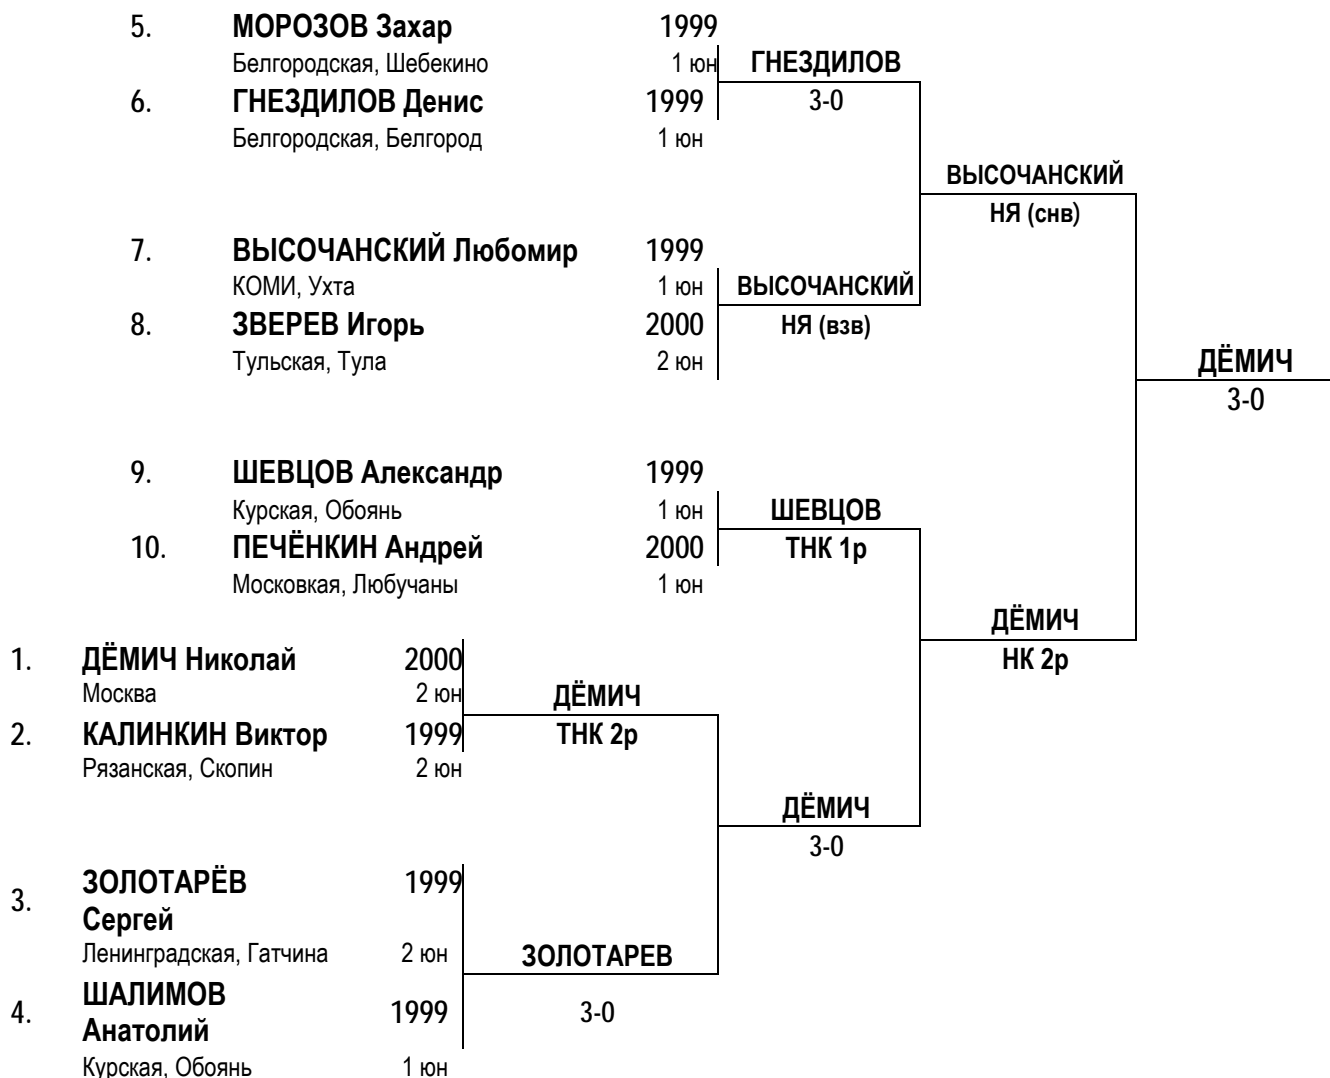 5. МОРОЗОВ Захар 1999
Белгородская, Шебекино 1 юн ГНЕЗДИЛОВ
6. ГНЕЗДИЛОВ Денис 1999 3-0
Белгородская, Белгород 1 юн
ВЫСОЧАНСКИЙ
НЯ (снв)
7. ВЫСОЧАНСКИЙ Любомир 1999
КОМИ, Ухта 1 юн ВЫСОЧАНСКИЙ
8. ЗВЕРЕВ Игорь 2000 НЯ (взв)
Тульская, Тула 2 юн ДЁМИЧ
3-0
9. ШЕВЦОВ Александр 1999
Курская, Обоянь 1 юн ШЕВЦОВ
10. ПЕЧЁНКИН Андрей 2000 ТНК 1р
Московкая, Любучаны 1 юн
ДЁМИЧ
1. ДЁМИЧ Николай 2000 НК 2р
Москва 2 юн ДЁМИЧ
2. КАЛИНКИН Виктор 1999 ТНК 2р
Рязанская, Скопин 2 юн
ДЁМИЧ
3-0
3. ЗОЛОТАРЁВ 1999
Сергей
Ленинградская, Гатчина 2 юн ЗОЛОТАРЕВ
4. ШАЛИМОВ 1999 3-0
Анатолий
Курская, Обоянь 1 юн